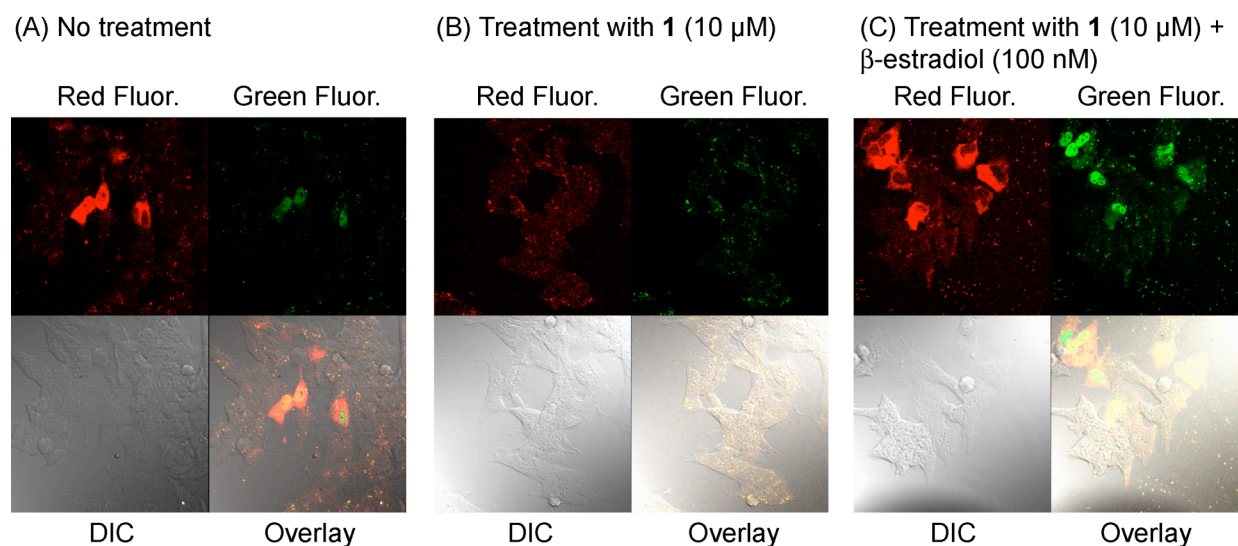 (A) No treatment
Red Fluor. Green Fluor.
DIC Overlay
(B) Treatment with 1 (10 μM)
Red Fluor. Green Fluor.
DIC Overlay
(C) Treatment with 1 (10 μM) +
β-estradiol (100 nM)
Red Fluor. Green Fluor.
DIC Overlay